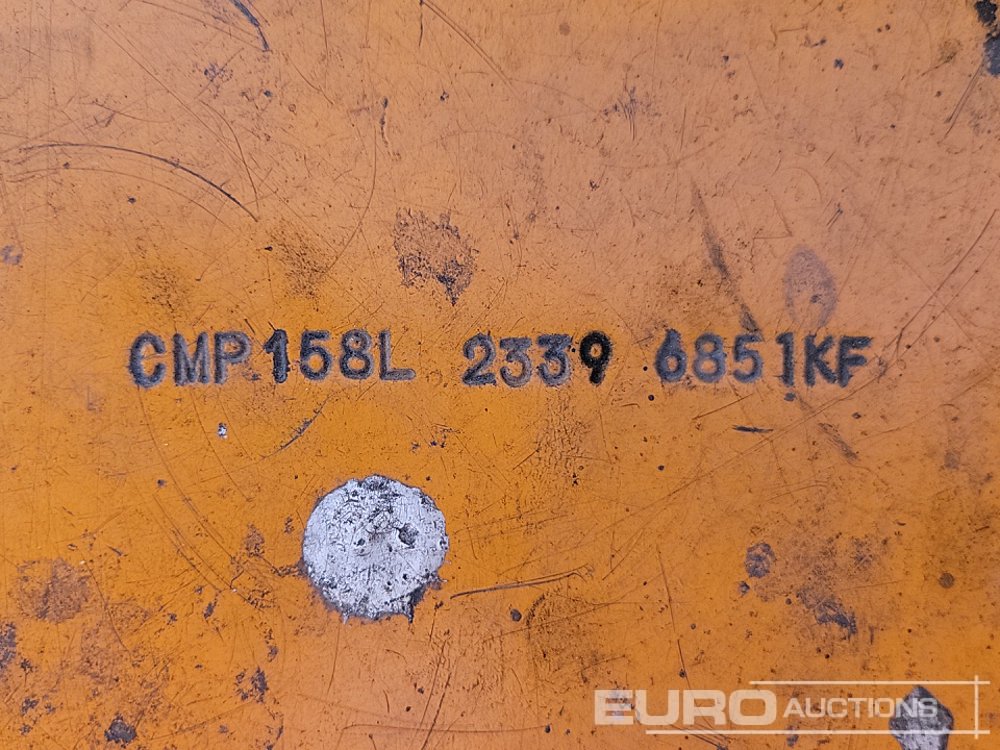 CMP158L 2339 6851KF
EURO AUCTIONS